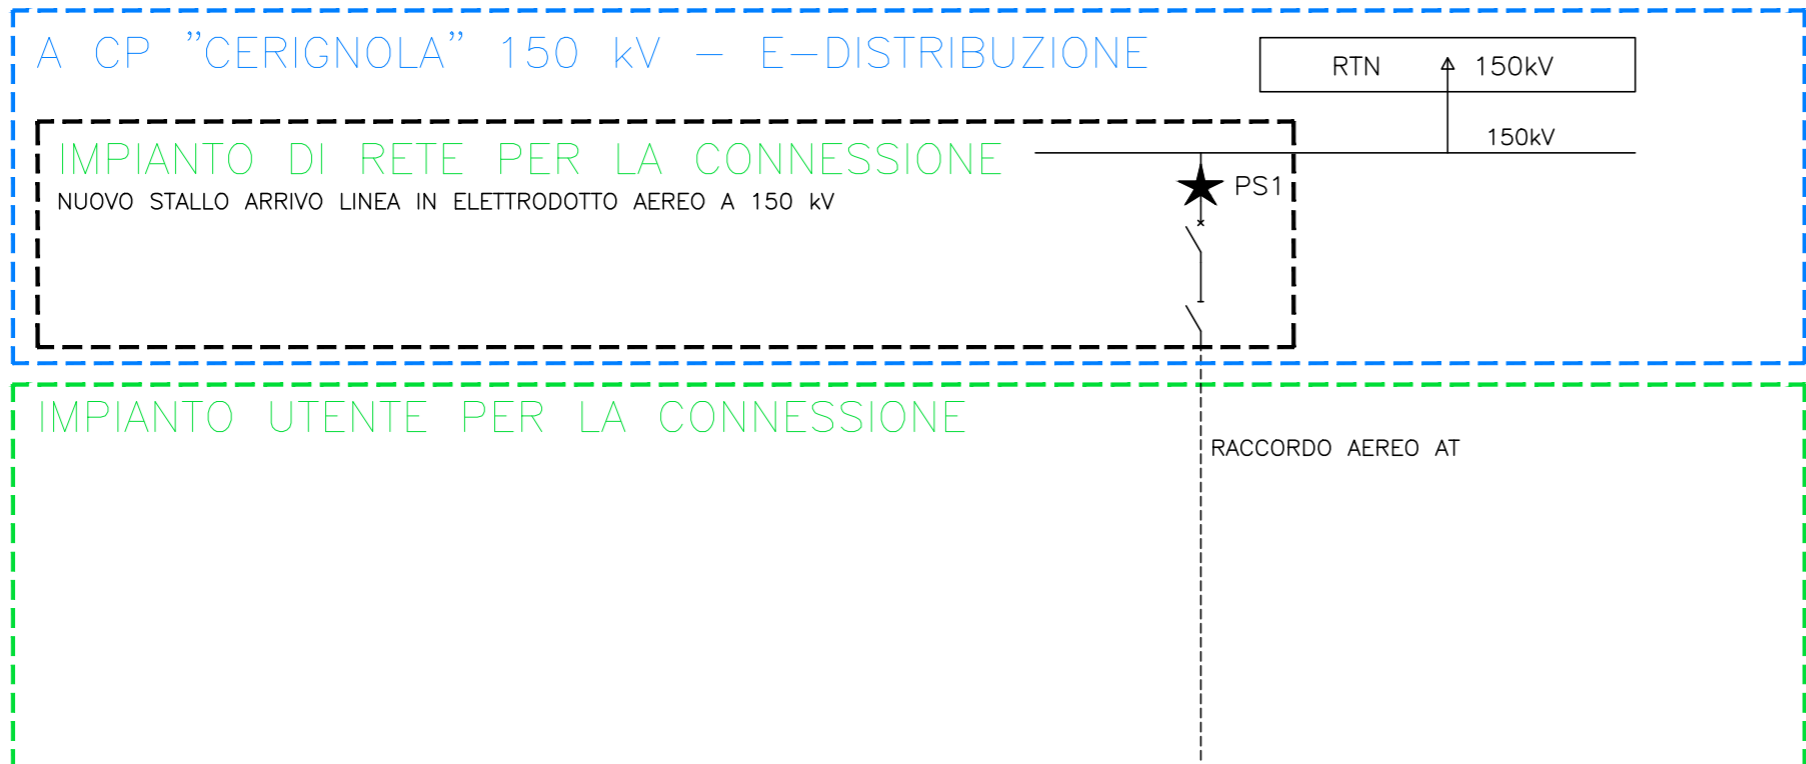 A CP ”CERIGNOLA” 150 kV – E–DISTRIBUZIONE
RTN 150kV
150kV
IMPIANTO DI RETE PER LA CONNESSIONE
NUOVO STALLO ARRIVO LINEA IN ELETTRODOTTO AEREO A 150 kV
PS1
IMPIANTO UTENTE PER LA CONNESSIONE
RACCORDO AEREO AT